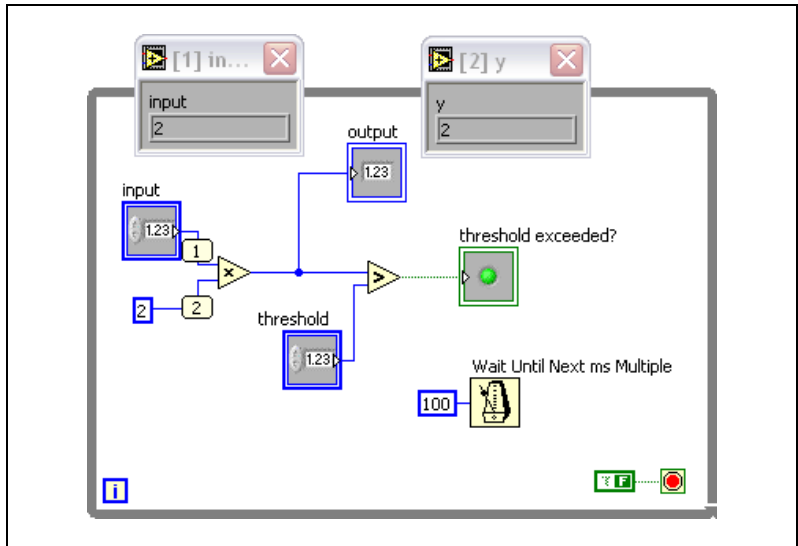 [1] in...
[2] y
input
2
y
2
output
1.23
input
1.23
1
threshold exceeded?
2
2
threshold
1.23
Wait Until Next ms Multiple
100
i
F